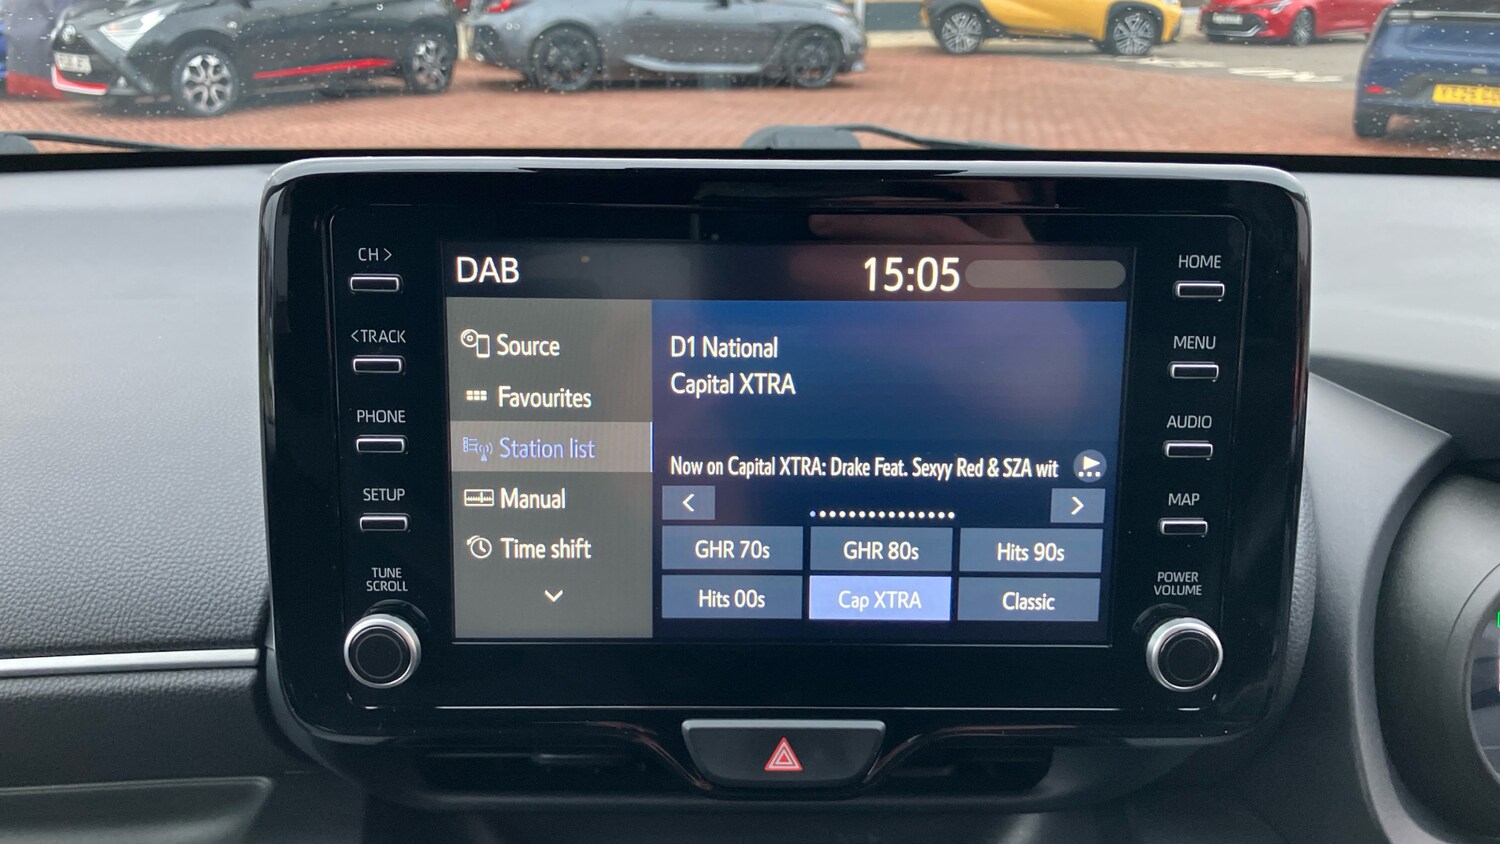 CH >
<TRACK
PHONE
SETUP
TUNE
SCROLL
DAB
15:05
Source
Favourites
Station list
Manual
Time shift
D1 National
Capital XTRA
Now on Capital XTRA: Drake Feat. Sexyy Red & SZA wit
<
>
GHR 70s
GHR 80s
Hits 90s
Hits 00s
Cap XTRA
Classic
HOME
MENU
AUDIO
MAP
POWER
VOLUME